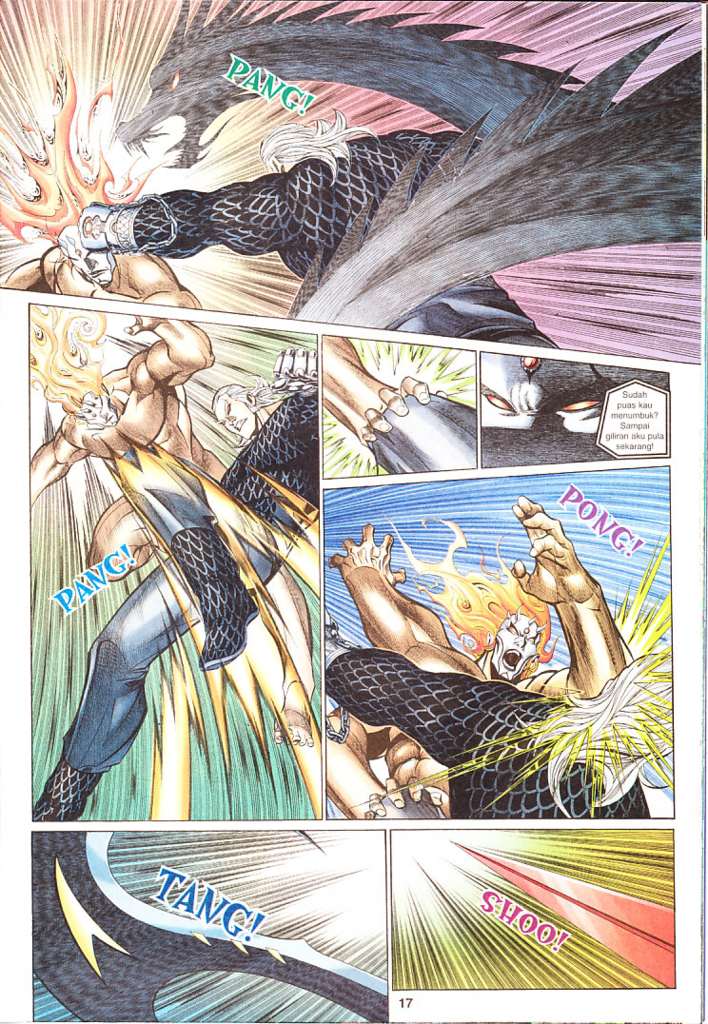 PANG!
PANG!
Sudah
puas kau
menumbuk?
Sampai
giliran aku pula
sekarang!
PONG!
TANG!
SHOO!
17